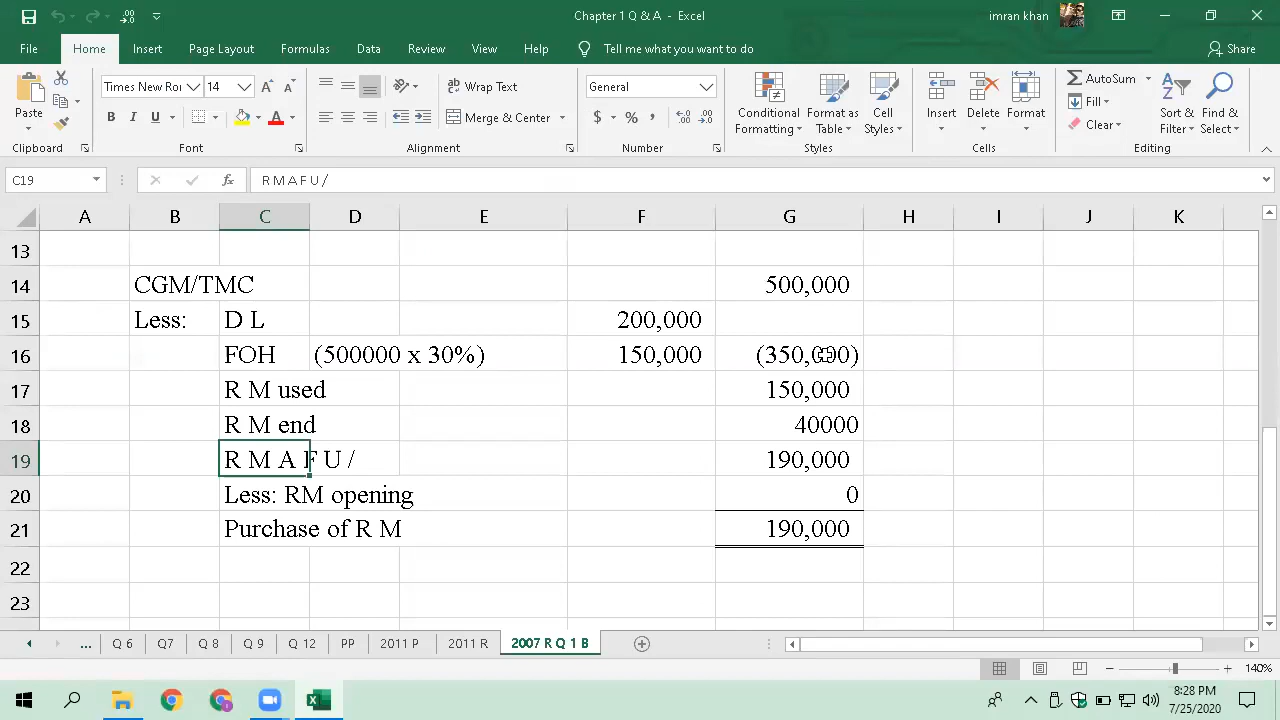 Chapter 1 Q & A - Excel
imran khan
File Home Insert Page Layout Formulas Data Review View Help Tell me what you want to do Share
Paste
Clipboard
Times New Ror 14
B I U A
Font
Wrap Text
Merge & Center
Alignment
General
$ % ,
Number
Conditional Formatting
Format as Table
Cell Styles
Styles
Insert Delete Format
Cells
AutoSum
Fill
Clear
Sort & Filter
Find & Select
Editing
C19 fx R M A F U /
A B C D E F G H I J K
13
14 CGM/TMC 500,000
15 Less: D L 200,000
16 FOH (500000 x 30%) 150,000 (350,000)
17 R M used 150,000
18 R M end 40000
19 R M A F U / 190,000
20 Less: RM opening 0
21 Purchase of R M 190,000
22
23
... Q 6 Q7 Q 8 Q 9 Q 12 PP 2011 P 2011 R 2007 R Q 1 B
140%
8:28 PM
7/25/2020